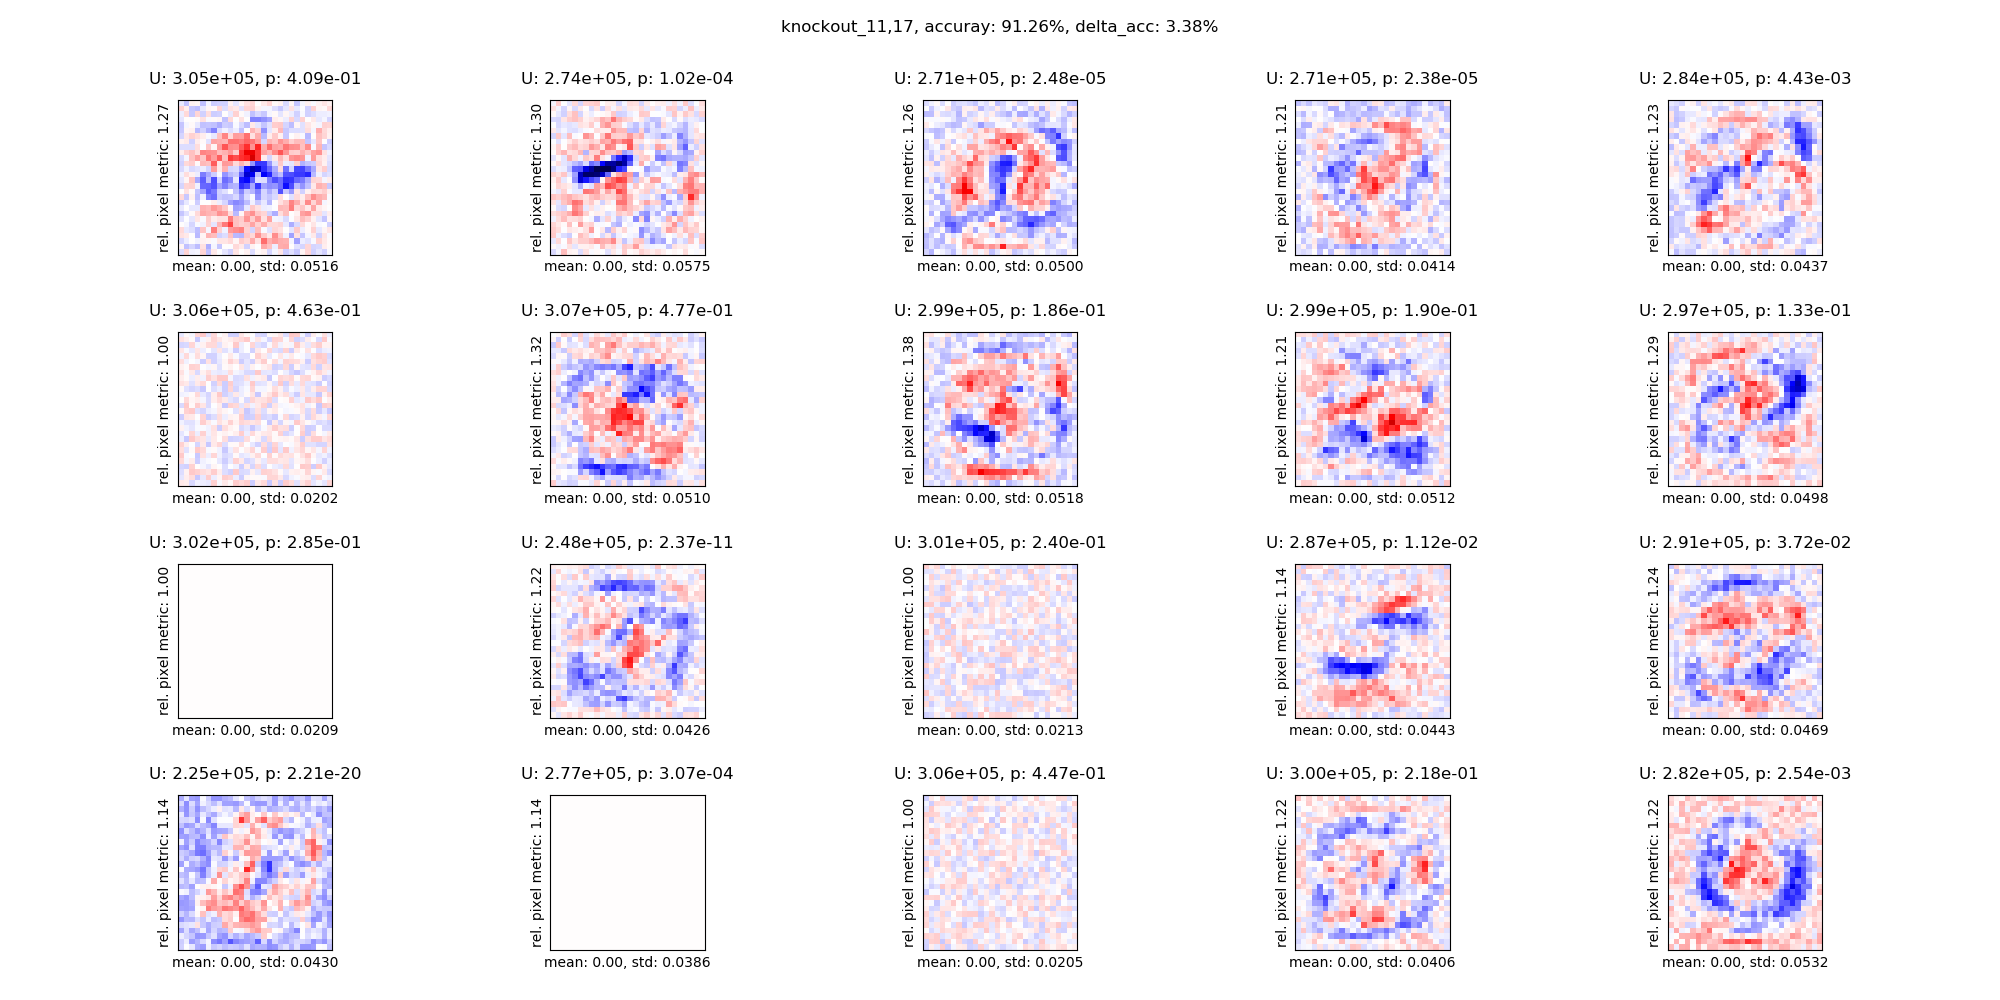 knockout_11,17, accuray: 91.26%, delta_acc: 3.38%
U: 3.05e+05, p: 4.09e-01
rel. pixel metric: 1.27
mean: 0.00, std: 0.0516
U: 2.74e+05, p: 1.02e-04
rel. pixel metric: 1.30
mean: 0.00, std: 0.0575
U: 2.71e+05, p: 2.48e-05
rel. pixel metric: 1.26
mean: 0.00, std: 0.0500
U: 2.71e+05, p: 2.38e-05
rel. pixel metric: 1.21
mean: 0.00, std: 0.0414
U: 2.84e+05, p: 4.43e-03
rel. pixel metric: 1.23
mean: 0.00, std: 0.0437
U: 3.06e+05, p: 4.63e-01
rel. pixel metric: 1.00
mean: 0.00, std: 0.0202
U: 3.07e+05, p: 4.77e-01
rel. pixel metric: 1.32
mean: 0.00, std: 0.0510
U: 2.99e+05, p: 1.86e-01
rel. pixel metric: 1.38
mean: 0.00, std: 0.0518
U: 2.99e+05, p: 1.90e-01
rel. pixel metric: 1.21
mean: 0.00, std: 0.0512
U: 2.97e+05, p: 1.33e-01
rel. pixel metric: 1.29
mean: 0.00, std: 0.0498
U: 3.02e+05, p: 2.85e-01
rel. pixel metric: 1.00
mean: 0.00, std: 0.0209
U: 2.48e+05, p: 2.37e-11
rel. pixel metric: 1.22
mean: 0.00, std: 0.0426
U: 3.01e+05, p: 2.40e-01
rel. pixel metric: 1.00
mean: 0.00, std: 0.0213
U: 2.87e+05, p: 1.12e-02
rel. pixel metric: 1.14
mean: 0.00, std: 0.0443
U: 2.91e+05, p: 3.72e-02
rel. pixel metric: 1.24
mean: 0.00, std: 0.0469
U: 2.25e+05, p: 2.21e-20
rel. pixel metric: 1.14
mean: 0.00, std: 0.0430
U: 2.77e+05, p: 3.07e-04
rel. pixel metric: 1.14
mean: 0.00, std: 0.0386
U: 3.06e+05, p: 4.47e-01
rel. pixel metric: 1.00
mean: 0.00, std: 0.0205
U: 3.00e+05, p: 2.18e-01
rel. pixel metric: 1.22
mean: 0.00, std: 0.0406
U: 2.82e+05, p: 2.54e-03
rel. pixel metric: 1.22
mean: 0.00, std: 0.0532